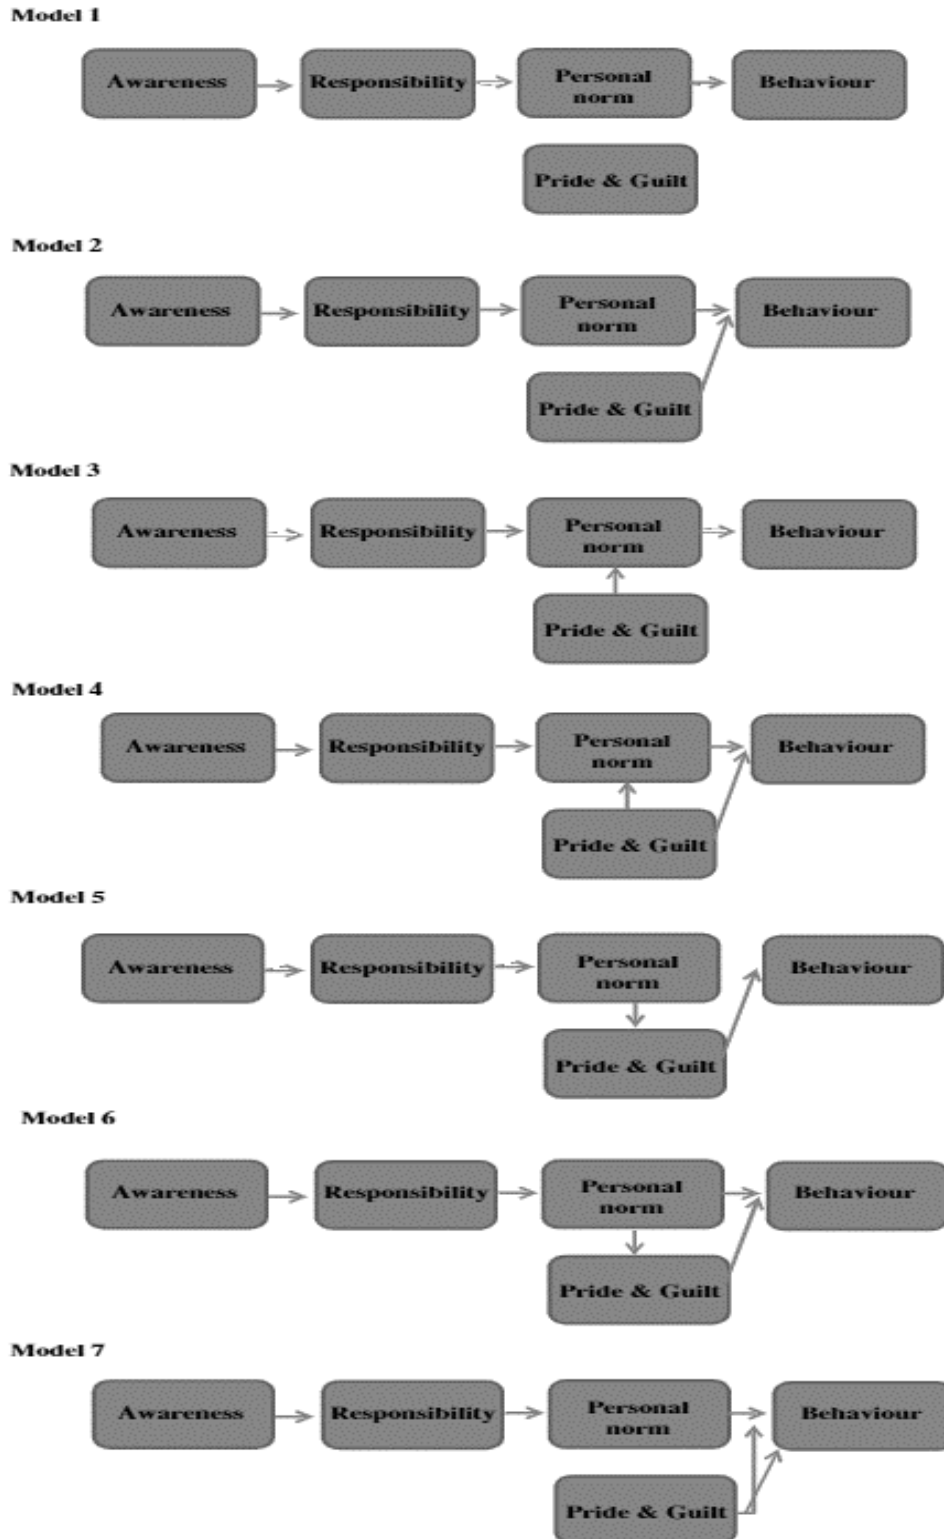 Model 1
Awareness
Responsibility
Personal
norm
Behaviour
Pride & Guilt
Model 2
Awareness
Responsibility
Personal
norm
Behaviour
Pride & Guilt
Model 3
Awareness
Responsibility
Personal
norm
Behaviour
Pride & Guilt
Model 4
Awareness
Responsibility
Personal
norm
Behaviour
Pride & Guilt
Model 5
Awareness
Responsibility
Personal
norm
Behaviour
Pride & Guilt
Model 6
Awareness
Responsibility
Personal
norm
Behaviour
Pride & Guilt
Model 7
Awareness
Responsibility
Personal
norm
Behaviour
Pride & Guilt